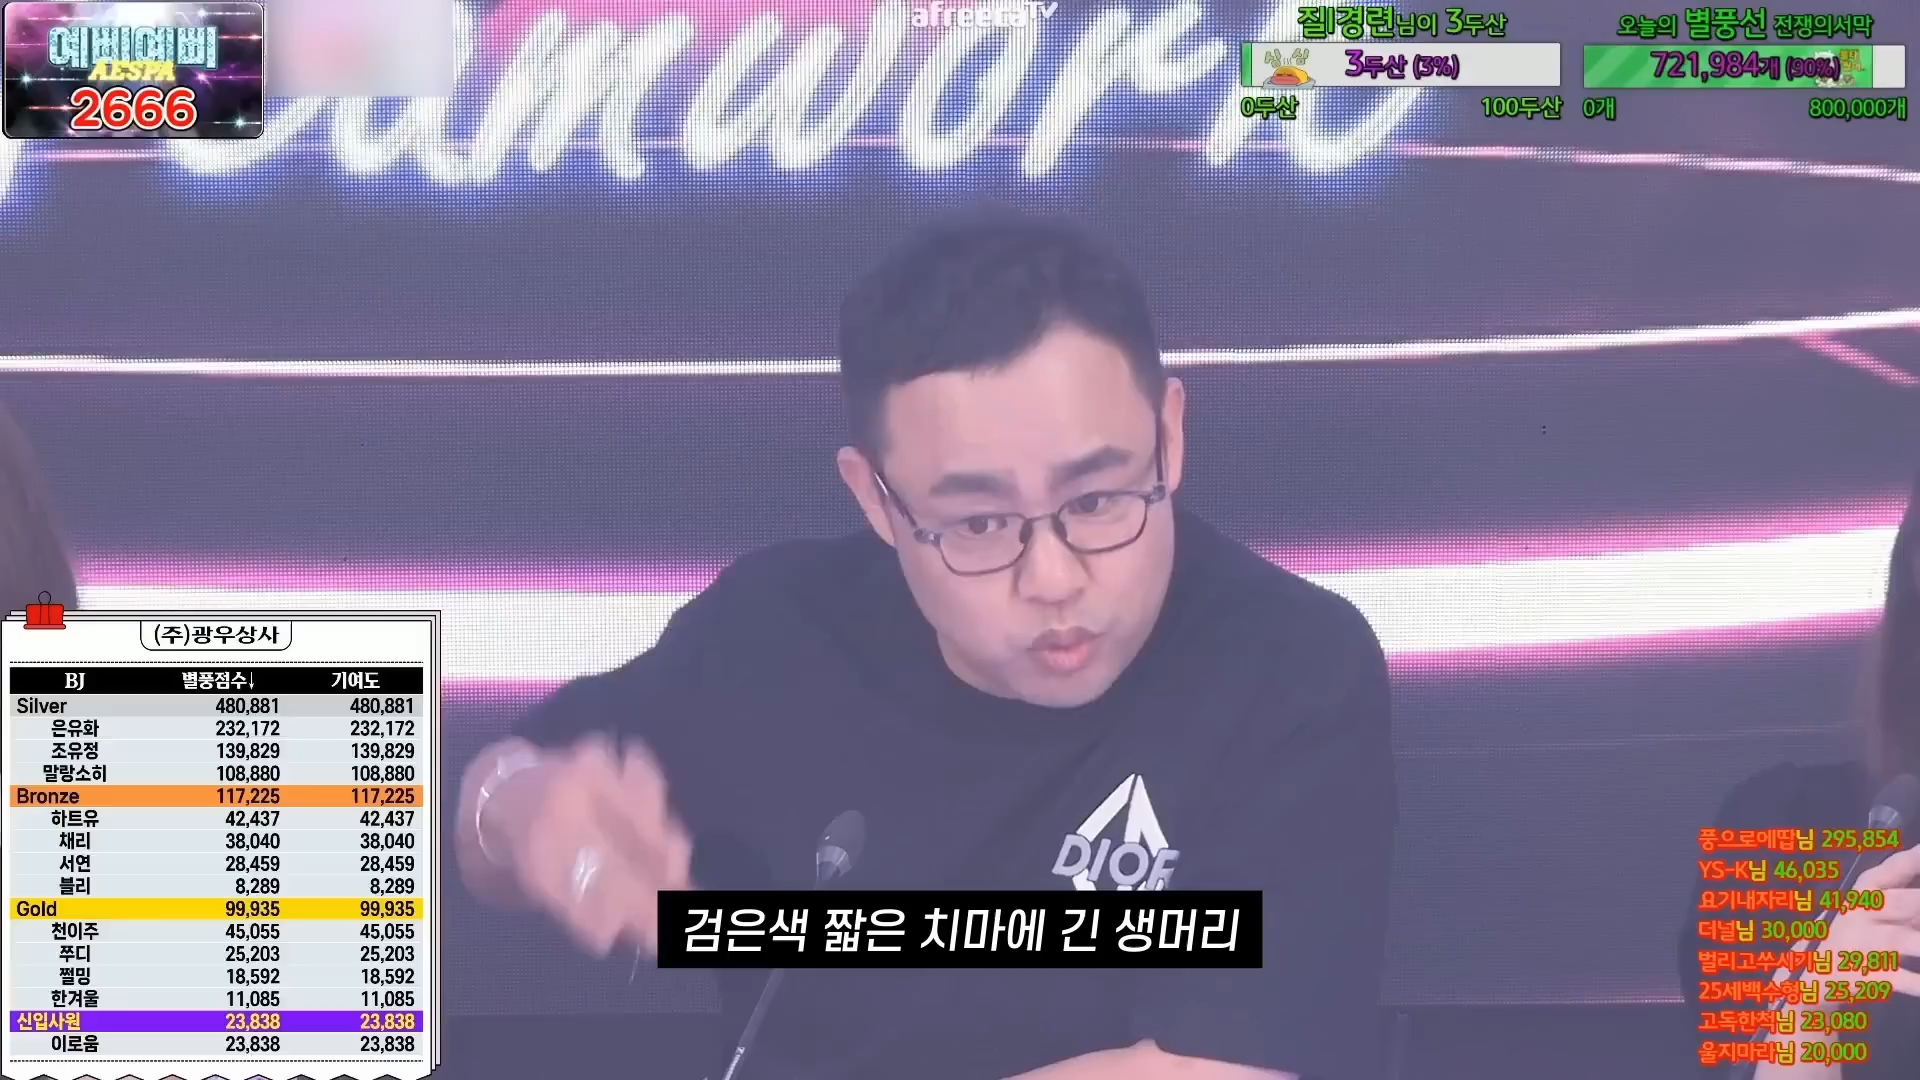 afreecaTV
예삐예삐
AESPA
2666
질경련님이 3두산
3두산 (3%)
0두산 100두산
오늘의 별풍선 전쟁의서막
721,984개 (90%)
0개 800,000개
(주)광우상사
BJ 별풍점수↓ 기여도
Silver 480,881 480,881
은유화 232,172 232,172
조유정 139,829 139,829
말랑소히 108,880 108,880
Bronze 117,225 117,225
하트유 42,437 42,437
채리 38,040 38,040
서연 28,459 28,459
블리 8,289 8,289
Gold 99,935 99,935
천이주 45,055 45,055
쭈디 25,203 25,203
쩔밍 18,592 18,592
한겨울 11,085 11,085
신입사원 23,838 23,838
이로움 23,838 23,838
DIOR
검은색 짧은 치마에 긴 생머리
풍으로에땁님 295,854
YS-K님 46,035
요기내자리님 41,940
더널님 30,000
벌리고쑤시기님 29,811
25세백수형님 25,209
고독한척님 23,080
울지마라님 20,000